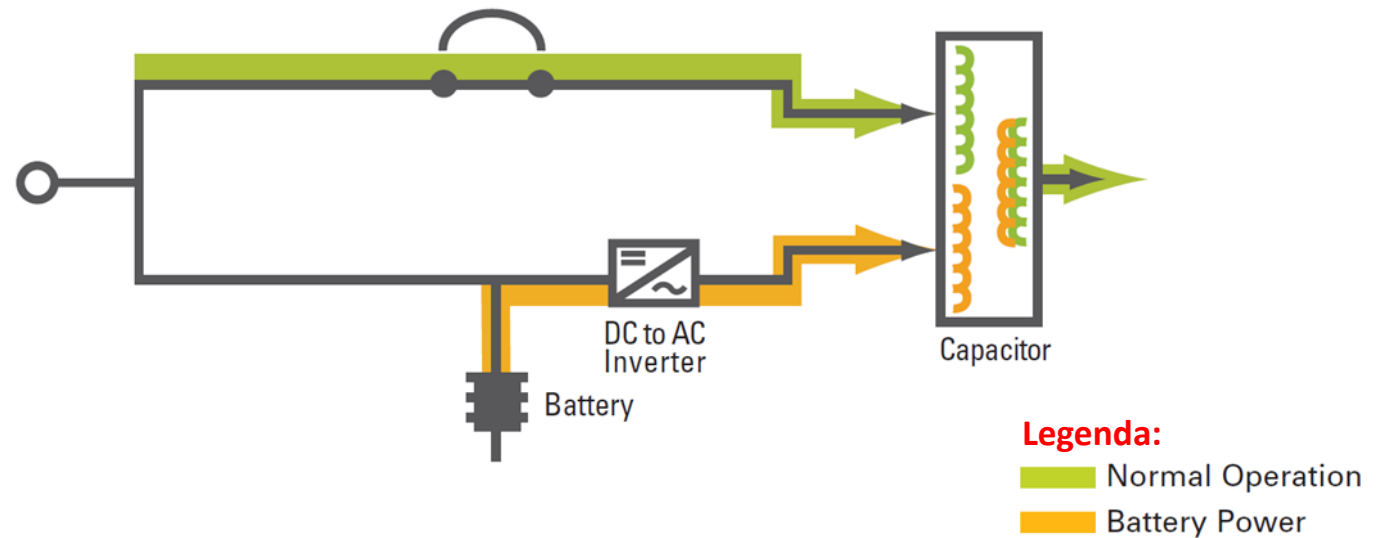 DC to AC
Inverter
Capacitor
Battery
Legenda:
Normal Operation
Battery Power